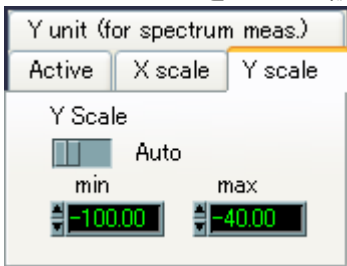 Y unit (for spectrum meas.)
Active X scale Y scale
Y Scale
Auto
min max
-100.00 -40.00